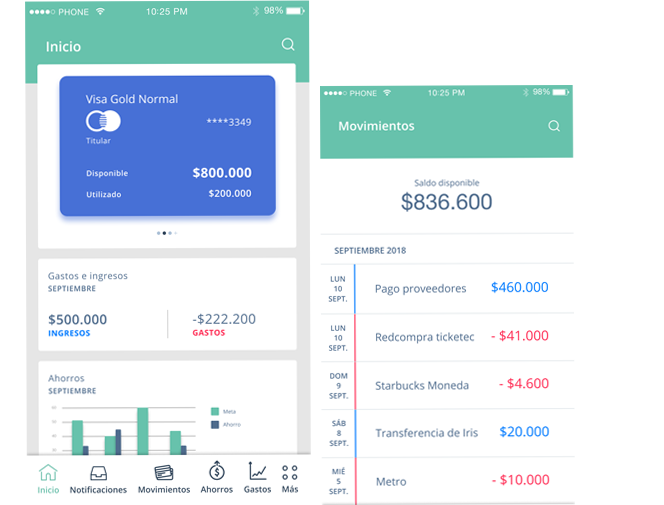 PHONE 10:25 PM 98%
Inicio
Visa Gold Normal
****3349
Titular
Disponible $800.000
Utilizado $200.000
Gastos e ingresos
SEPTIEMBRE
$500.000 -$222.200
INGRESOS GASTOS
Ahorros
SEPTIEMBRE
Meta
Ahorro
Inicio Notificaciones Movimientos Ahorros Gastos Más
PHONE 10:25 PM 98%
Movimientos
Saldo disponible
$836.600
SEPTIEMBRE 2018
LUN
10
SEPT.
Pago proveedores $460.000
LUN
10
SEPT.
Redcompra ticketec - $41.000
DOM
9
SEPT.
Starbucks Moneda - $4.600
SÁB
8
SEPT.
Transferencia de Iris $20.000
MIÉ
5
SEPT.
Metro - $10.000